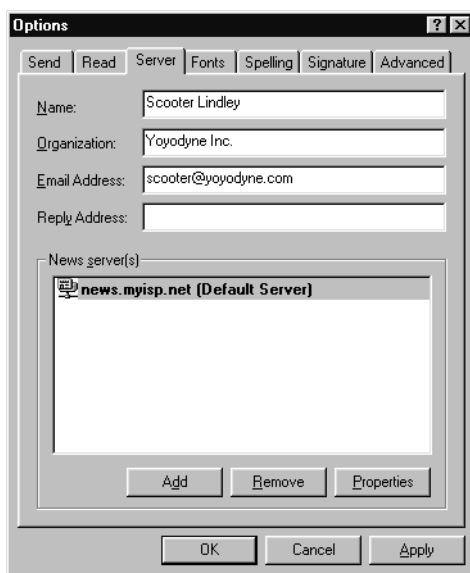 Options
Send Read Server Fonts Spelling Signature Advanced
Name: Scooter Lindley
Organization: Yoyodyne Inc.
Email Address: scooter@yoyodyne.com
Reply Address:
News server(s)
news.myisp.net (Default Server)
Add Remove Properties
OK Cancel Apply